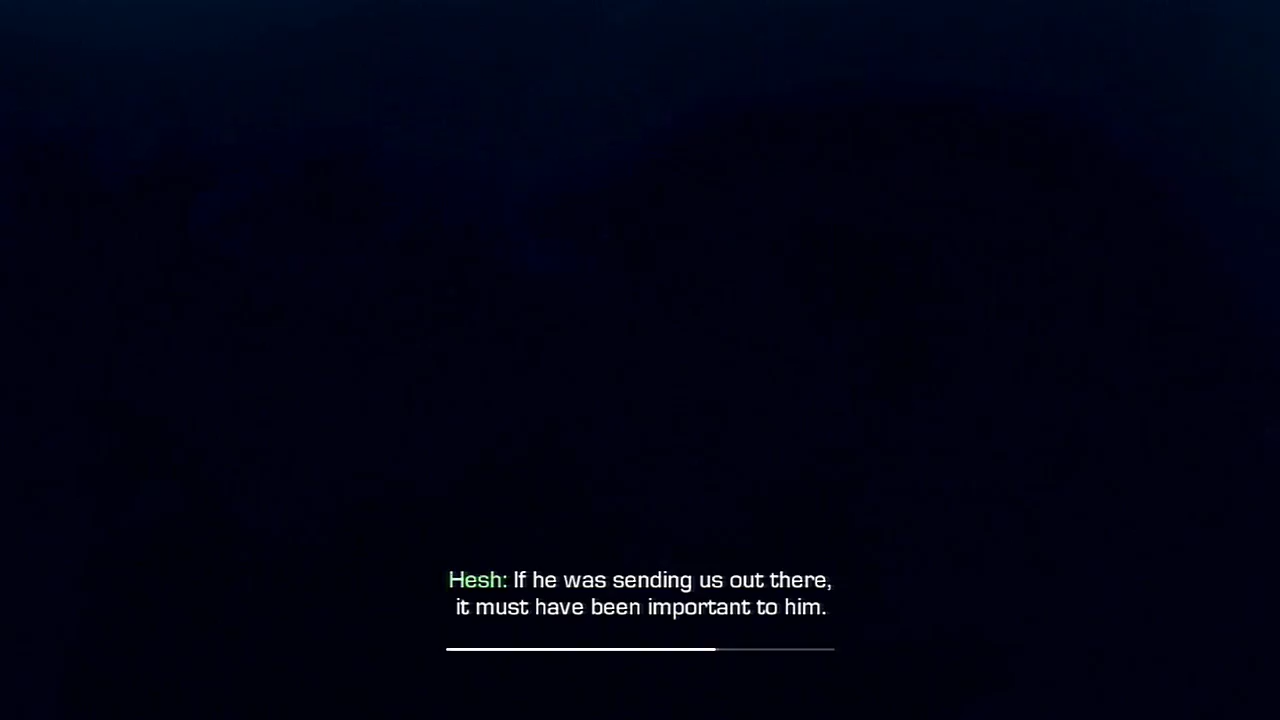 Hesh: If he was sending us out there,
it must have been important to him.